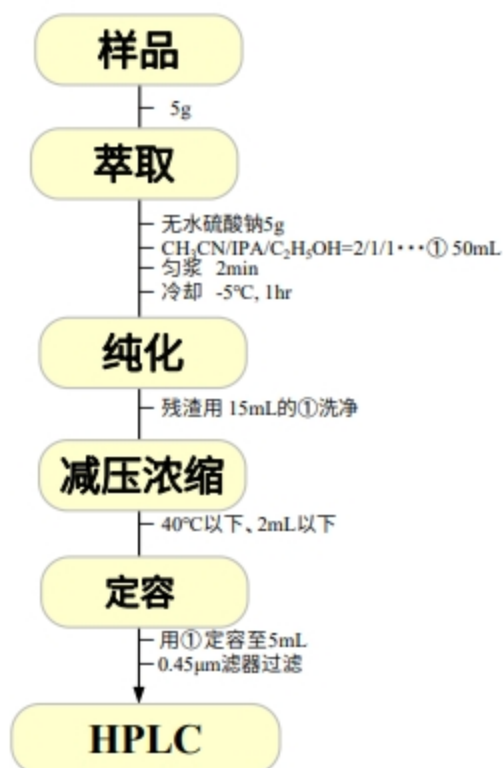 样品
5g
萃取
无水硫酸钠5g
CH₃CN/IPA/C₂H₅OH=2/1/1···① 50mL
匀浆 2min
冷却 -5℃, 1hr
纯化
残渣用 15mL的①洗净
减压浓缩
40℃以下、2mL以下
定容
用①定容至5mL
0.45μm滤器过滤
HPLC